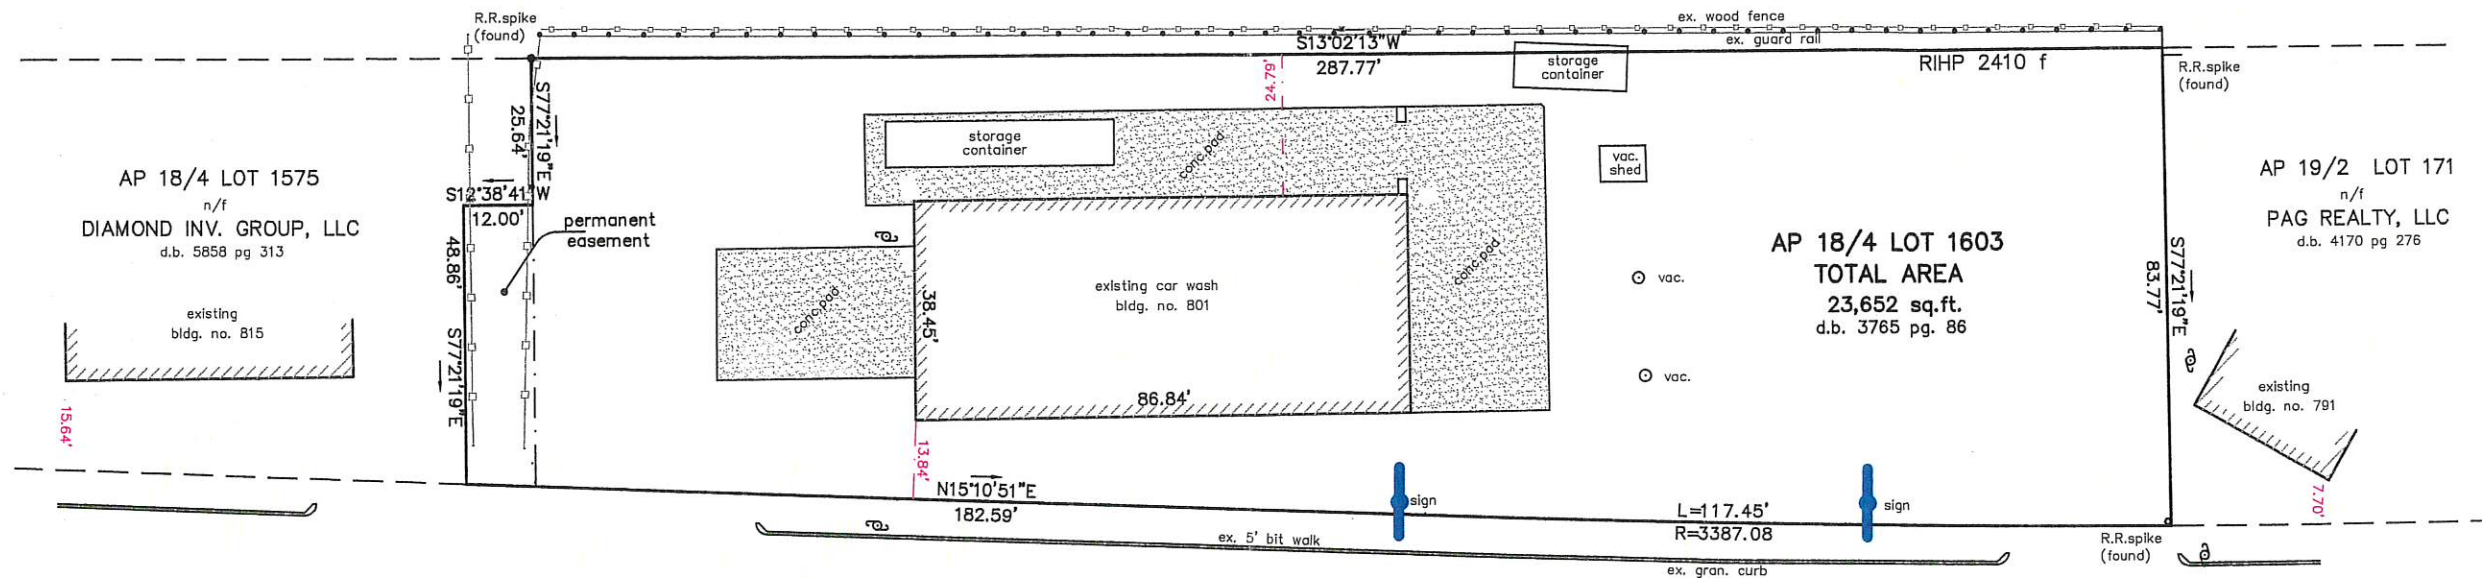 R.R.spike
(found)
ex. wood fence
S13°02'13"W
ex. guard rail
287.77'
24.79'
storage
container
RIHP 2410 f
R.R.spike
(found)
S77°21'19"E
25.64'
storage
container
conc.pad
vac.
shed
AP 18/4 LOT 1575
n/f
DIAMOND INV. GROUP, LLC
d.b. 5858 pg 313
S12°38'41"W
12.00'
permanent
easement
AP 19/2 LOT 171
n/f
PAG REALTY, LLC
d.b. 4170 pg 276
48.86'
S77°21'19"E
conc.pad
38.45'
existing car wash
bldg. no. 801
conc.pad
vac.
AP 18/4 LOT 1603
TOTAL AREA
23,652 sq.ft.
d.b. 3765 pg. 86
S77°21'19"E
83.77'
existing
bldg. no. 815
vac.
86.84'
existing
bldg. no. 791
15.64'
13.84'
7.70'
N15°10'51"E
182.59'
sign
sign
L=117.45'
R=3387.08
ex. 5' bit walk
ex. gran. curb
R.R.spike
(found)